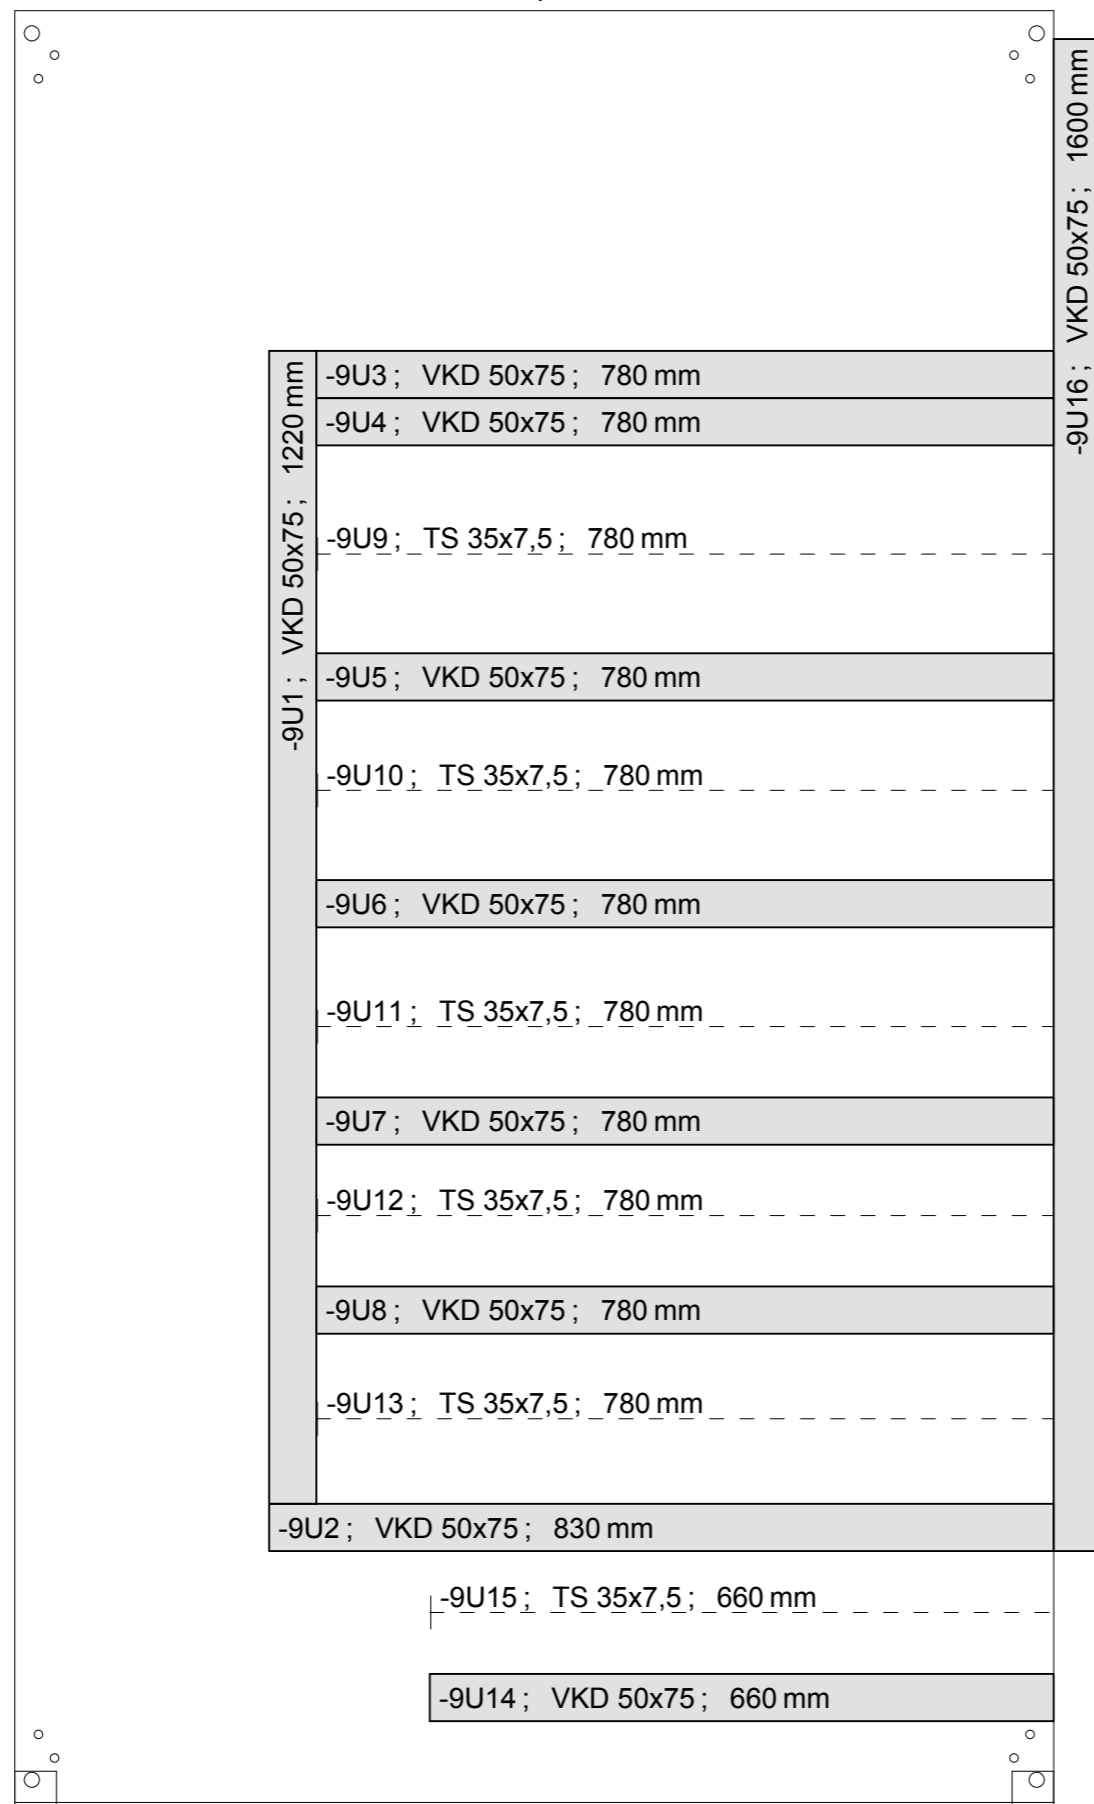 -9U16 ; VKD 50x75 ; 1600 mm
-9U1 ; VKD 50x75 ; 1220 mm
-9U3 ; VKD 50x75 ; 780 mm
-9U4 ; VKD 50x75 ; 780 mm
-9U9 ; TS 35x7,5 ; 780 mm
-9U5 ; VKD 50x75 ; 780 mm
-9U10 ; TS 35x7,5 ; 780 mm
-9U6 ; VKD 50x75 ; 780 mm
-9U11 ; TS 35x7,5 ; 780 mm
-9U7 ; VKD 50x75 ; 780 mm
-9U12 ; TS 35x7,5 ; 780 mm
-9U8 ; VKD 50x75 ; 780 mm
-9U13 ; TS 35x7,5 ; 780 mm
-9U2 ; VKD 50x75 ; 830 mm
-9U15 ; TS 35x7,5 ; 660 mm
-9U14 ; VKD 50x75 ; 660 mm